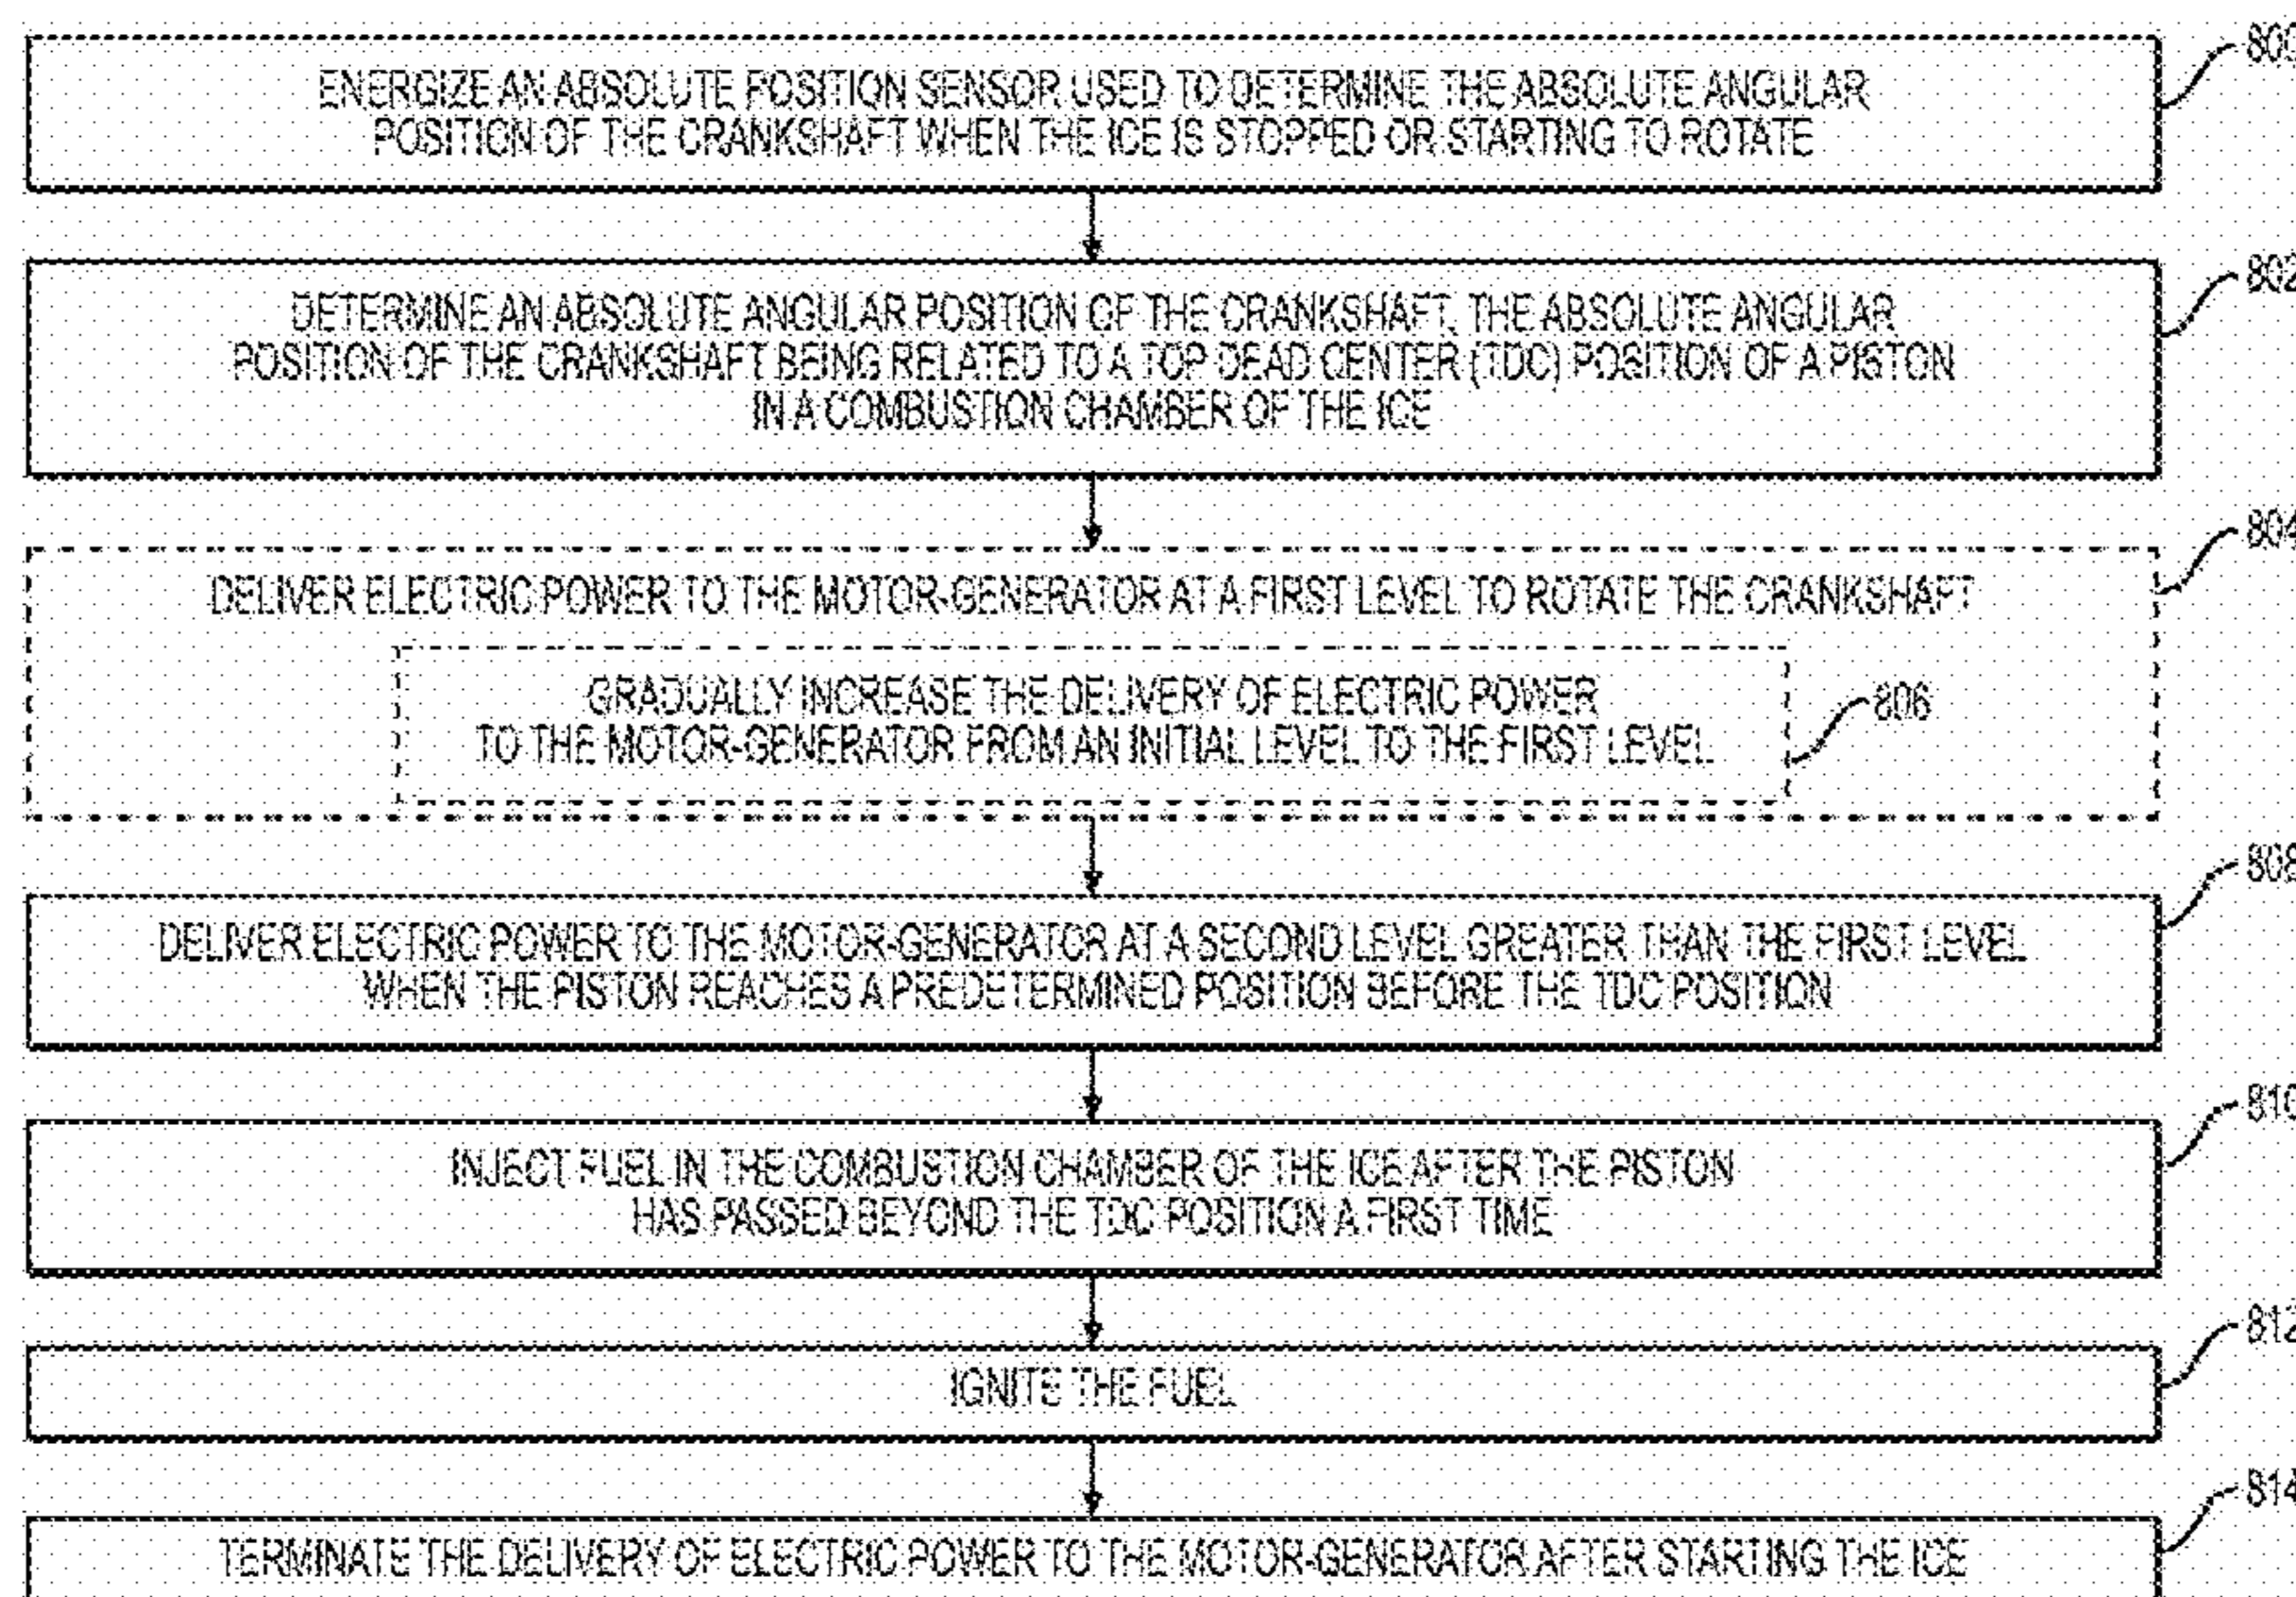 800
ENERGIZE AN ABSOLUTE POSITION SENSOR USED TO DETERMINE THE ABSOLUTE ANGULAR
POSITION OF THE CRANKSHAFT WHEN THE ICE IS STOPPED OR STARTING TO ROTATE
802
DETERMINE AN ABSOLUTE ANGULAR POSITION OF THE CRANKSHAFT, THE ABSOLUTE ANGULAR
POSITION OF THE CRANKSHAFT BEING RELATED TO A TOP DEAD CENTER (TDC) POSITION OF A PISTON
IN A COMBUSTION CHAMBER OF THE ICE
804
DELIVER ELECTRIC POWER TO THE MOTOR-GENERATOR AT A FIRST LEVEL TO ROTATE THE CRANKSHAFT
GRADUALLY INCREASE THE DELIVERY OF ELECTRIC POWER
TO THE MOTOR-GENERATOR FROM AN INITIAL LEVEL TO THE FIRST LEVEL
806
808
DELIVER ELECTRIC POWER TO THE MOTOR-GENERATOR AT A SECOND LEVEL GREATER THAN THE FIRST LEVEL
WHEN THE PISTON REACHES A PREDETERMINED POSITION BEFORE THE TDC POSITION
810
INJECT FUEL IN THE COMBUSTION CHAMBER OF THE ICE AFTER THE PISTON
HAS PASSED BEYOND THE TDC POSITION A FIRST TIME
812
IGNITE THE FUEL
814
TERMINATE THE DELIVERY OF ELECTRIC POWER TO THE MOTOR-GENERATOR AFTER STARTING THE ICE